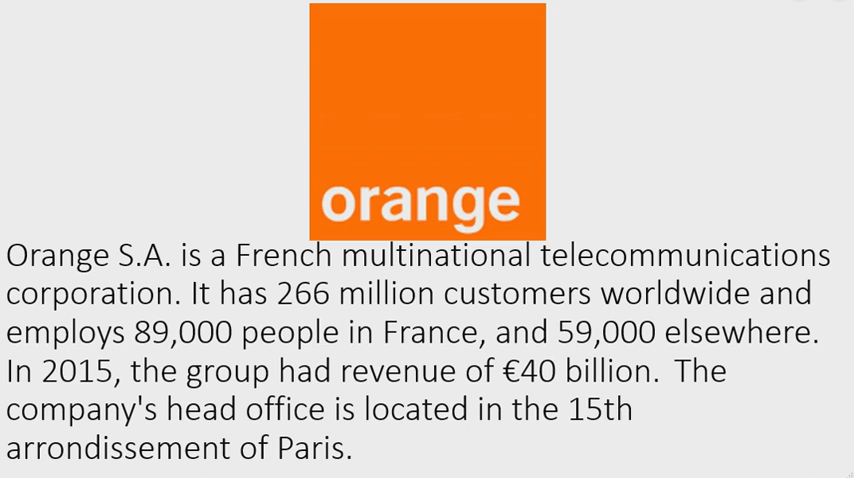 orange
Orange S.A. is a French multinational telecommunications
corporation. It has 266 million customers worldwide and
employs 89,000 people in France, and 59,000 elsewhere.
In 2015, the group had revenue of €40 billion.  The
company's head office is located in the 15th
arrondissement of Paris.